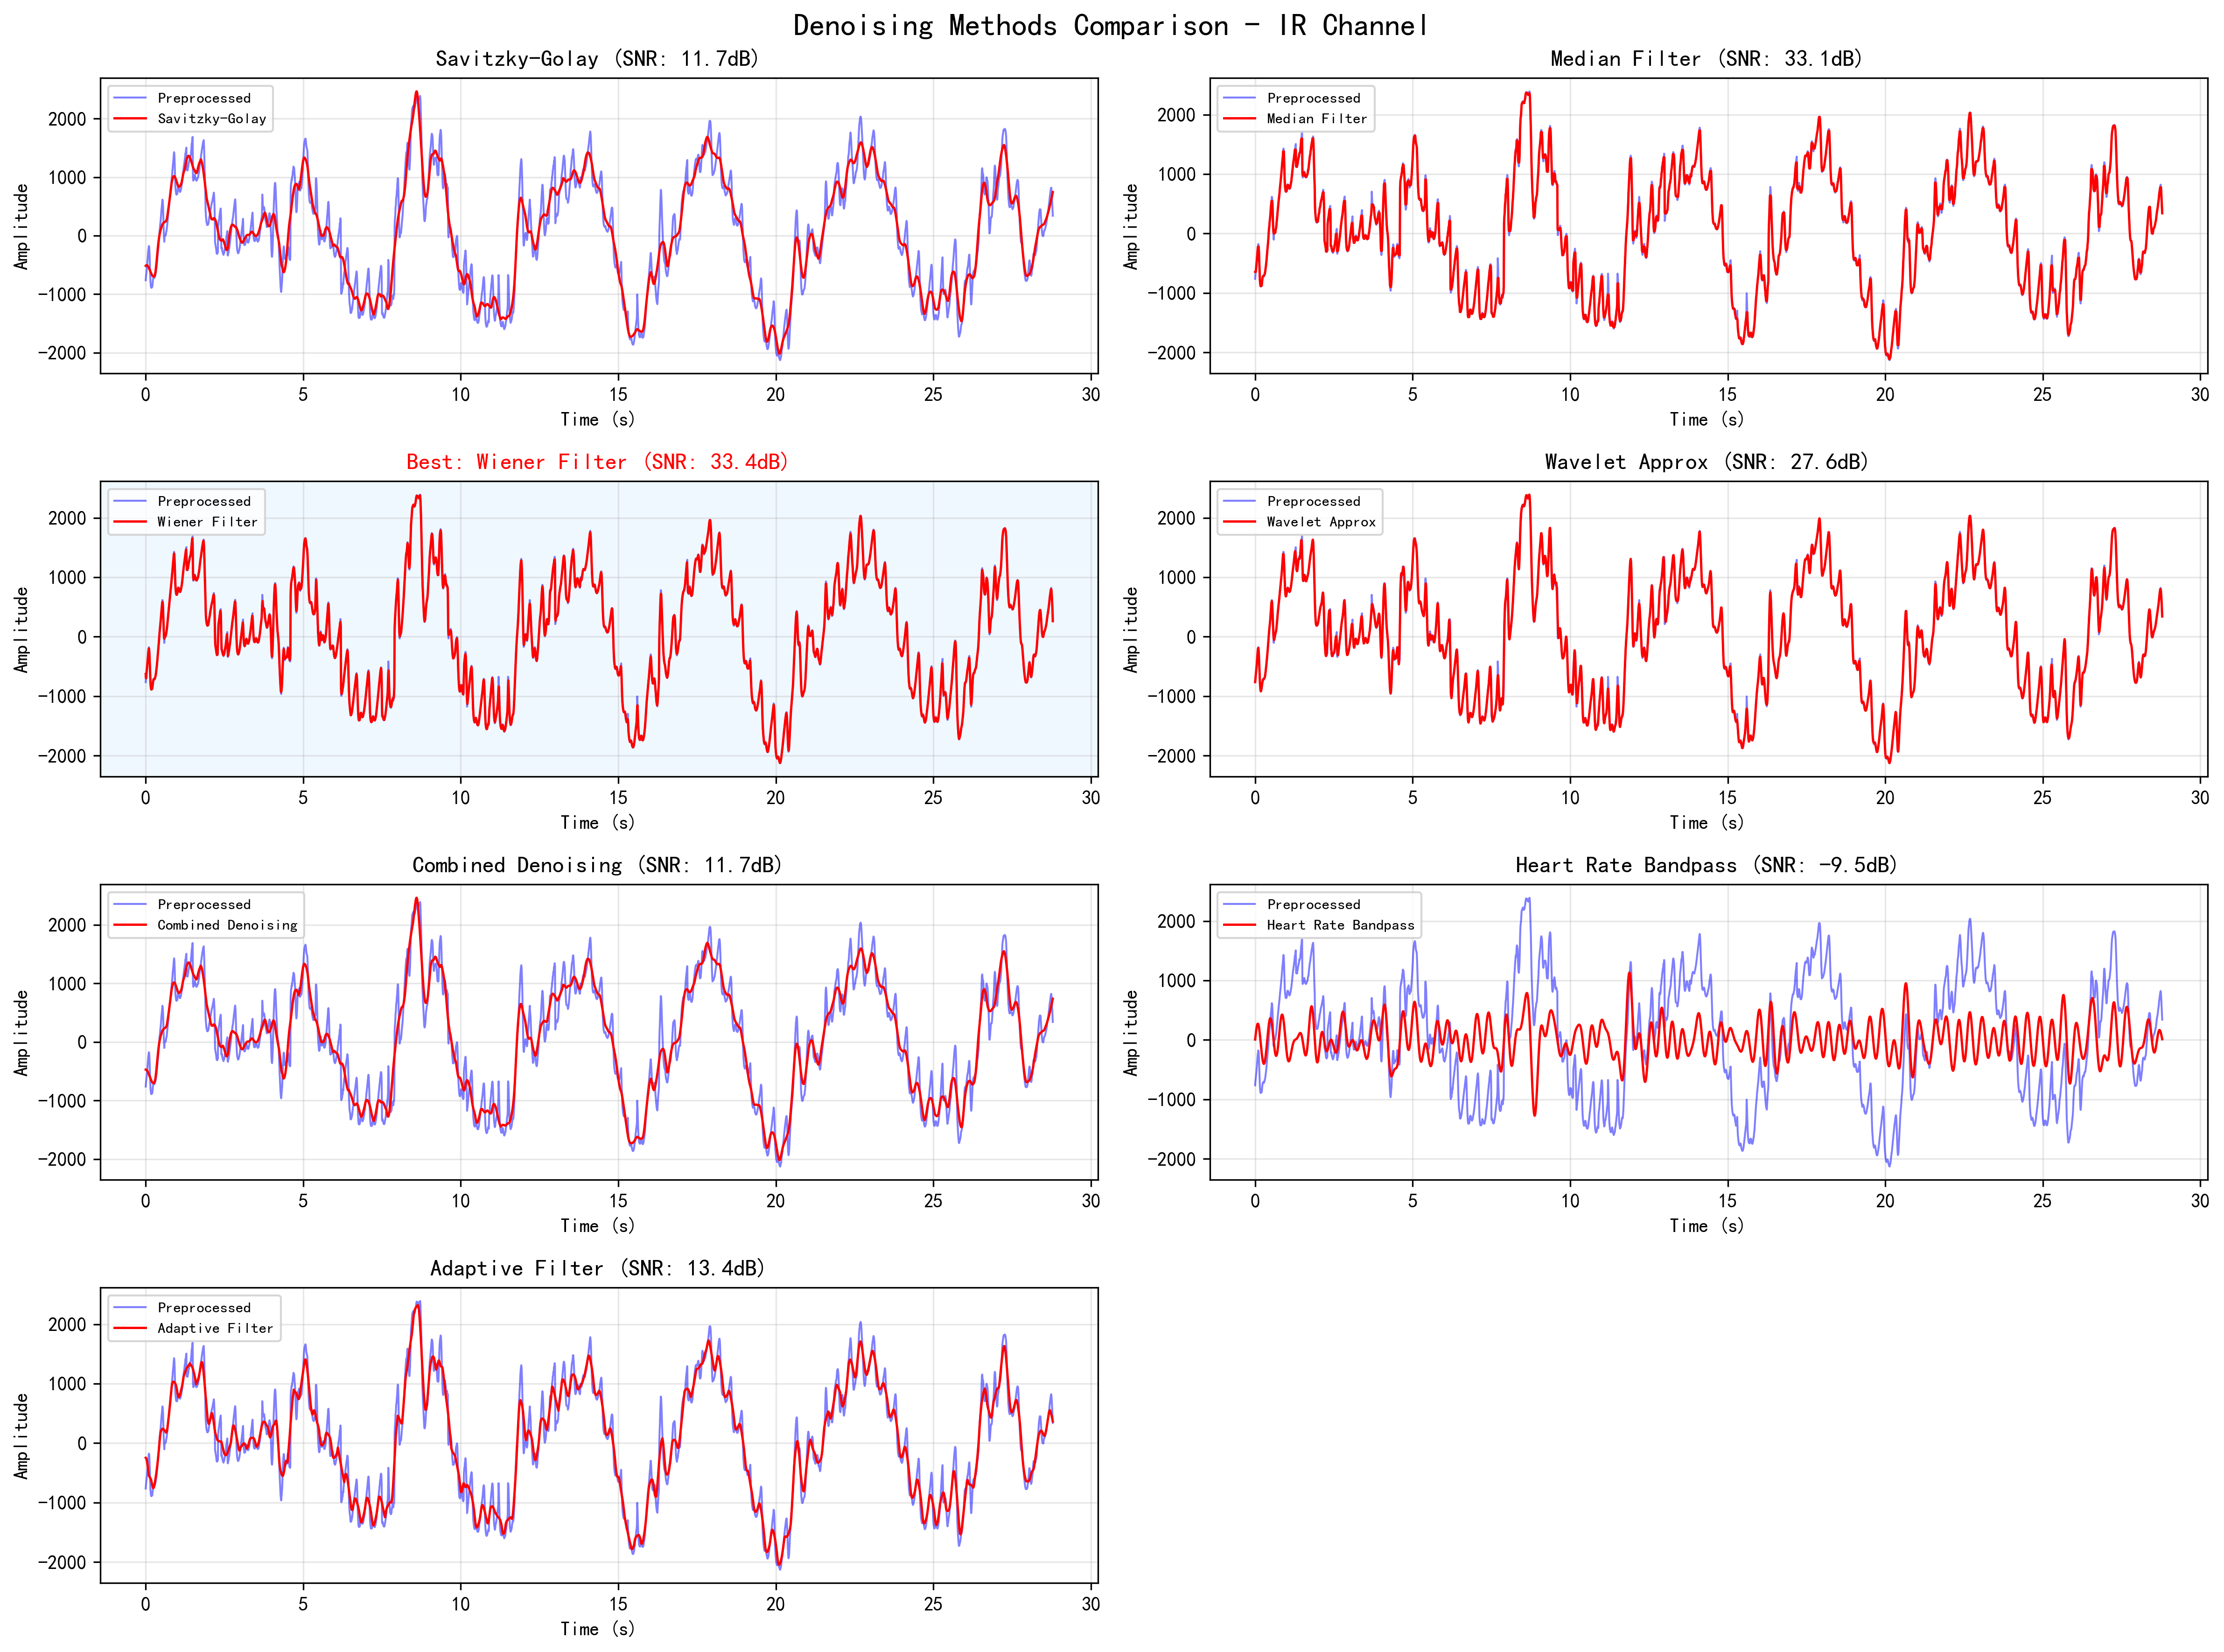 Denoising Methods Comparison - IR Channel
Savitzky-Golay (SNR: 11.7dB)
Preprocessed
Savitzky-Golay
2000
1000
0
−1000
−2000
Amplitude
0 5 10 15 20 25 30
Time (s)
Median Filter (SNR: 33.1dB)
Preprocessed
Median Filter
2000
1000
0
−1000
−2000
Amplitude
0 5 10 15 20 25 30
Time (s)
Best: Wiener Filter (SNR: 33.4dB)
Preprocessed
Wiener Filter
2000
1000
0
−1000
−2000
Amplitude
0 5 10 15 20 25 30
Time (s)
Wavelet Approx (SNR: 27.6dB)
Preprocessed
Wavelet Approx
2000
1000
0
−1000
−2000
Amplitude
0 5 10 15 20 25 30
Time (s)
Combined Denoising (SNR: 11.7dB)
Preprocessed
Combined Denoising
2000
1000
0
−1000
−2000
Amplitude
0 5 10 15 20 25 30
Time (s)
Heart Rate Bandpass (SNR: -9.5dB)
Preprocessed
Heart Rate Bandpass
2000
1000
0
−1000
−2000
Amplitude
0 5 10 15 20 25 30
Time (s)
Adaptive Filter (SNR: 13.4dB)
Preprocessed
Adaptive Filter
2000
1000
0
−1000
−2000
Amplitude
0 5 10 15 20 25 30
Time (s)